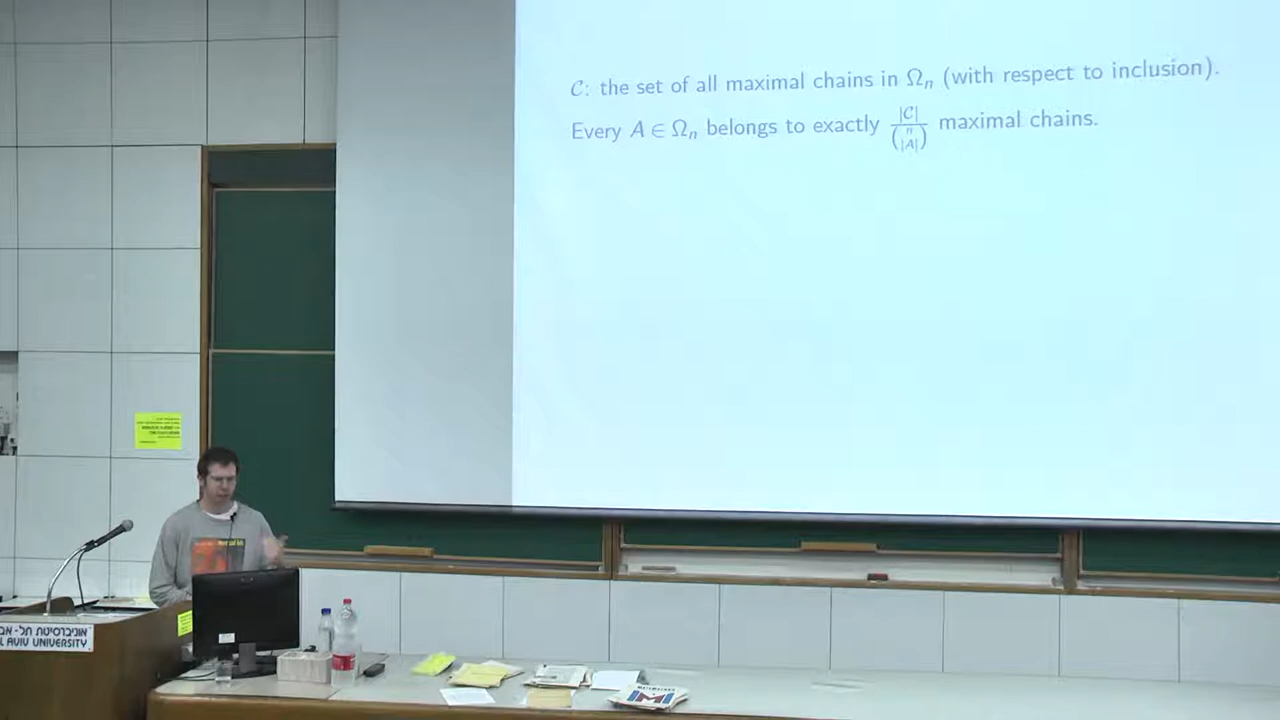 C: the set of all maximal chains in Ωₙ (with respect to inclusion).
Every A ∈ Ωₙ belongs to exactly |C| / (n |A|) maximal chains.
אוניברסיטת תל-אב
L AVIV UNIVERSITY